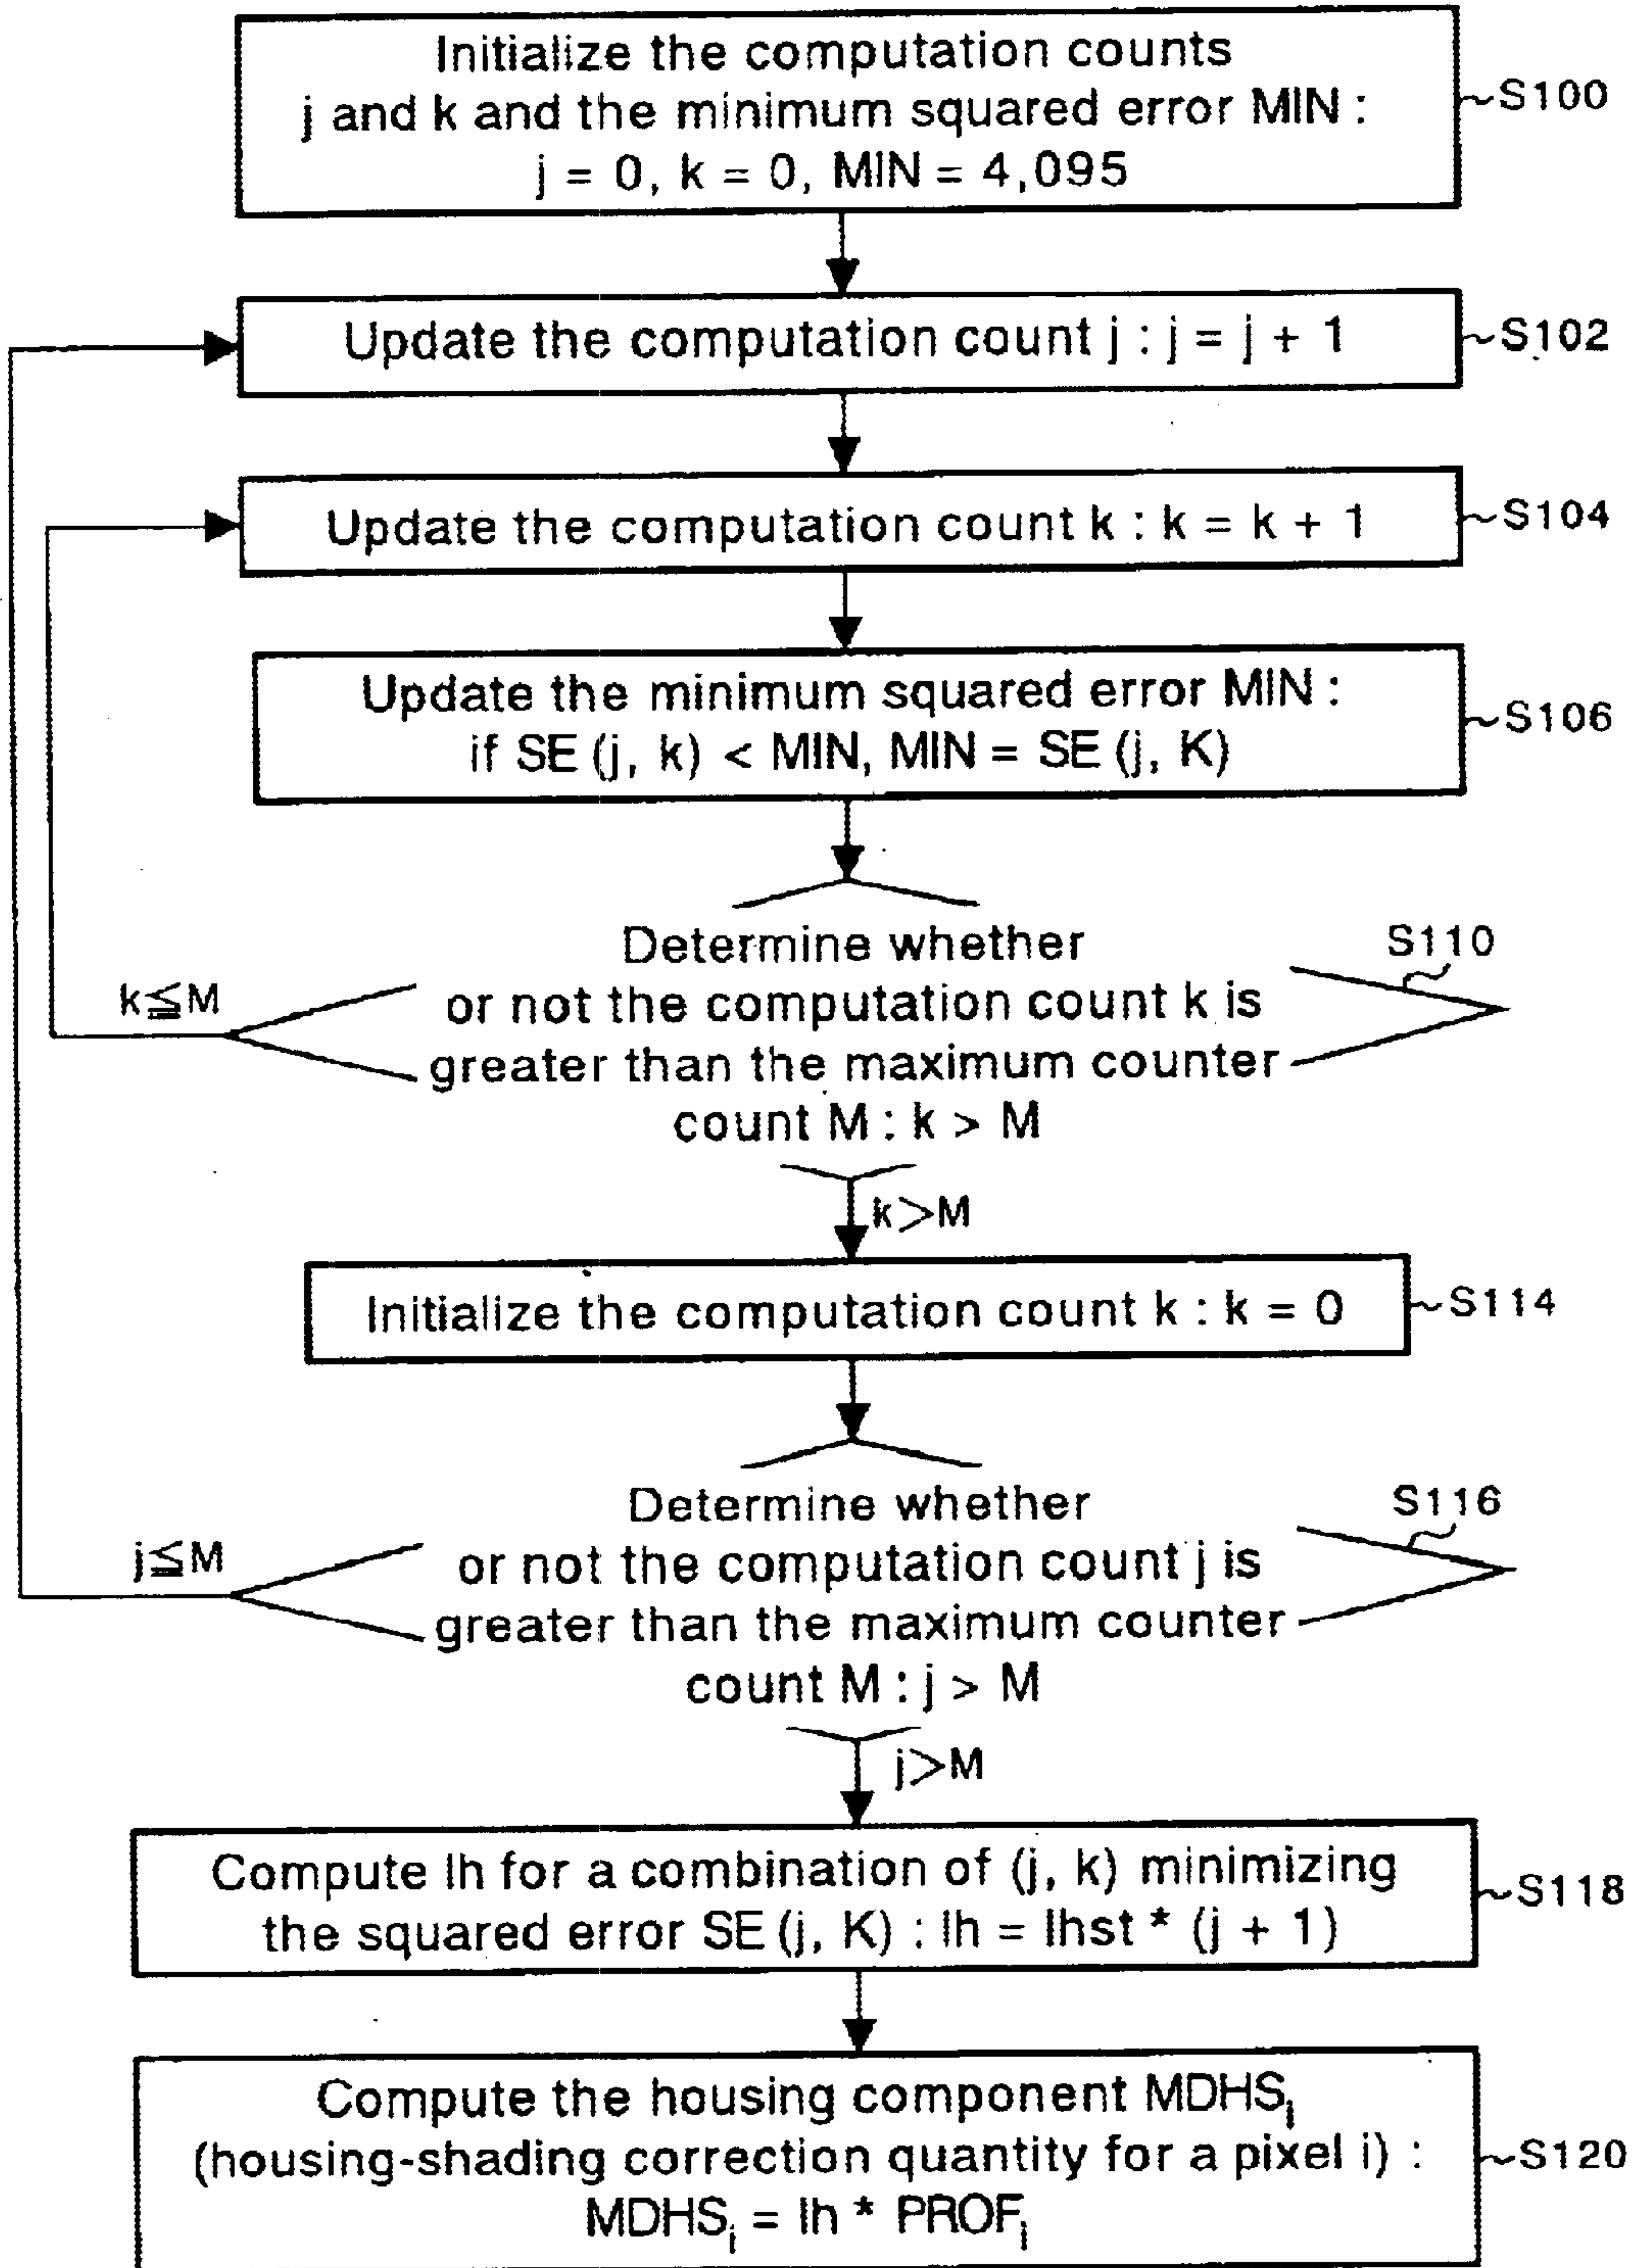 Initialize the computation counts
j and k and the minimum squared error MIN :
j = 0, k = 0, MIN = 4,095
S100
Update the computation count j : j = j + 1
S102
Update the computation count k : k = k + 1
S104
Update the minimum squared error MIN :
if SE (j, k) < MIN, MIN = SE (j, K)
S106
Determine whether
or not the computation count k is
greater than the maximum counter
count M : k > M
S110
k≦M
k>M
Initialize the computation count k : k = 0
S114
Determine whether
or not the computation count j is
greater than the maximum counter
count M : j > M
S116
j≦M
j>M
Compute Ih for a combination of (j, k) minimizing
the squared error SE (j, K) : Ih = Ihst * (j + 1)
S118
Compute the housing component MDHSi
(housing-shading correction quantity for a pixel i) :
MDHSi = Ih * PROFi
S120